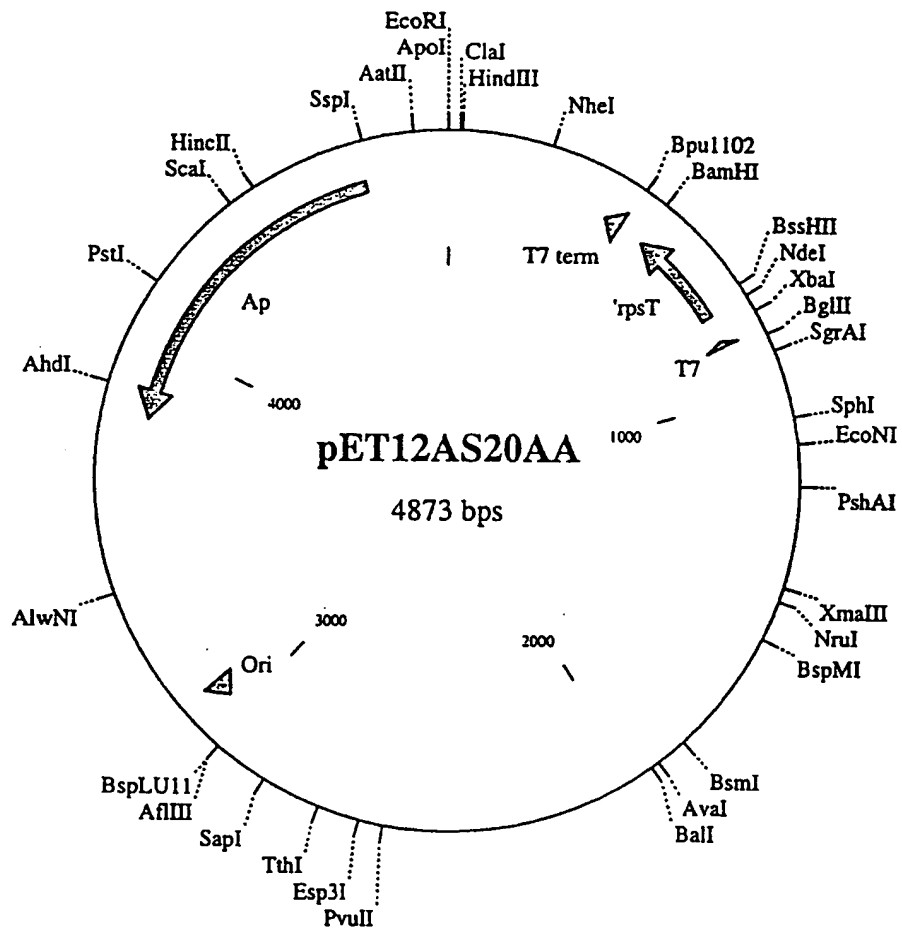 EcoRI
ApoI
ClaI
HindIII
AatII
SspI
NheI
HincII
ScaI
Bpu1102
BamHI
PstI
BssHII
NdeI
XbaI
BglII
SgrAI
T7 term
'rpsT
T7
Ap
AhdI
4000
1000
SphI
EcoNI
PshAI
pET12AS20AA
4873 bps
AlwNI
3000
2000
XmaIII
NruI
BspMI
Ori
BsmI
AvaI
BalI
BspLU11
AflIII
SapI
TthI
Esp3I
PvuII